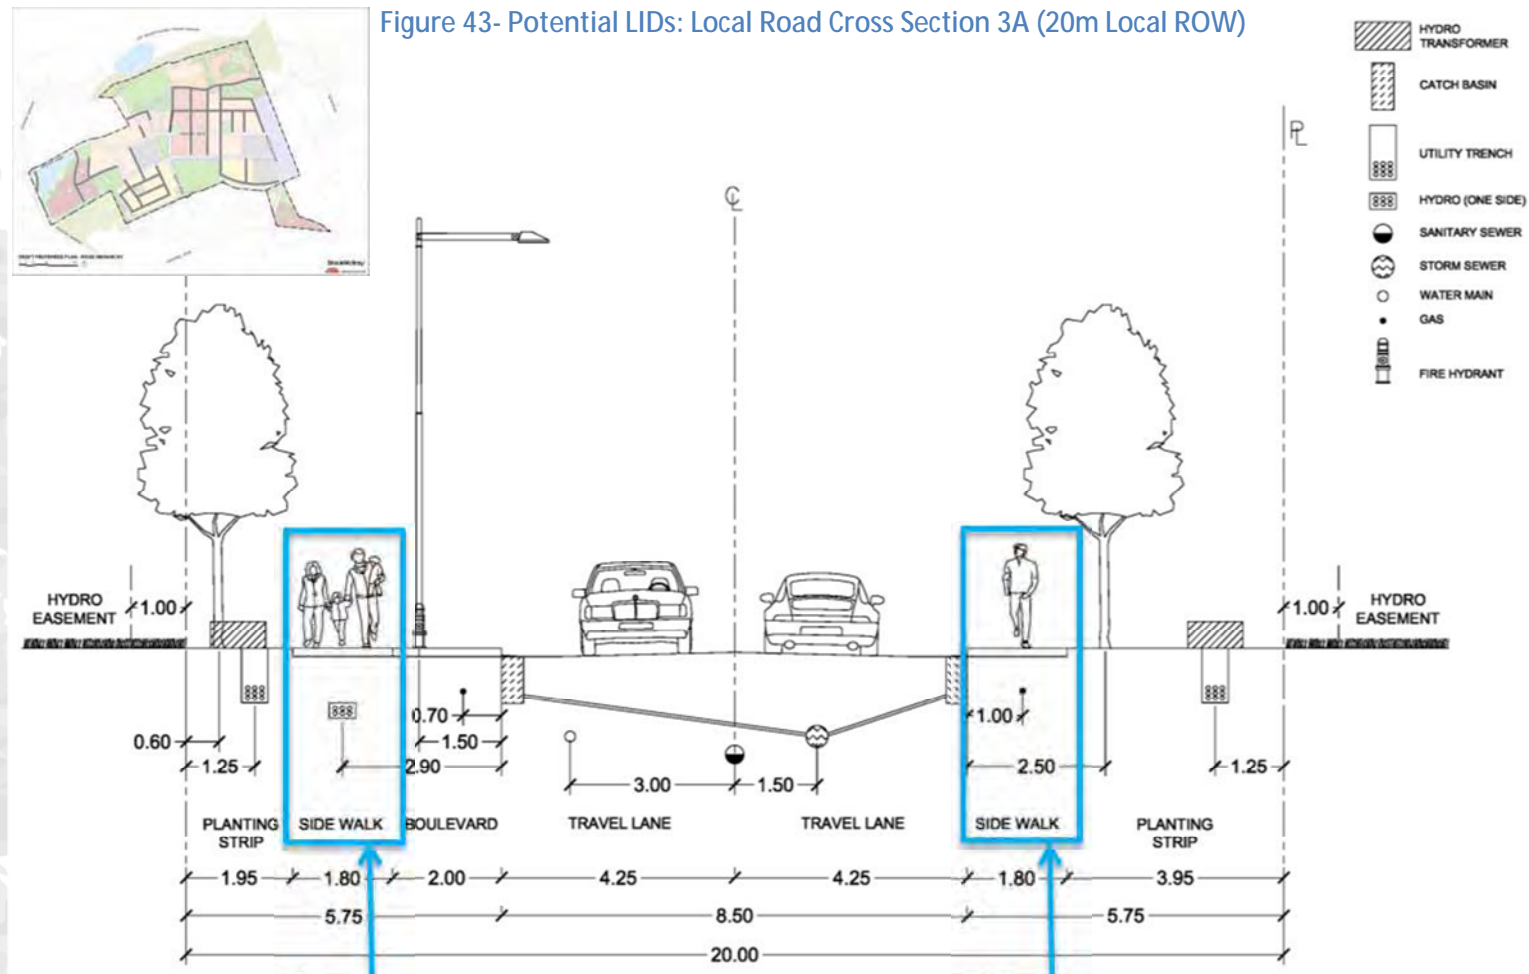 Figure 43- Potential LIDs: Local Road Cross Section 3A (20m Local ROW)
HYDRO
TRANSFORMER
CATCH BASIN
UTILITY TRENCH
HYDRO (ONE SIDE)
SANITARY SEWER
STORM SEWER
WATER MAIN
GAS
FIRE HYDRANT
PL
CL
HYDRO
EASEMENT
1.00
1.00
HYDRO
EASEMENT
0.70
1.00
0.60
1.50
1.25
2.90
2.50
1.25
3.00
1.50
PLANTING
STRIP
SIDE WALK
BOULEVARD
TRAVEL LANE
TRAVEL LANE
SIDE WALK
PLANTING
STRIP
1.95
1.80
2.00
4.25
4.25
1.80
3.95
5.75
8.50
5.75
20.00